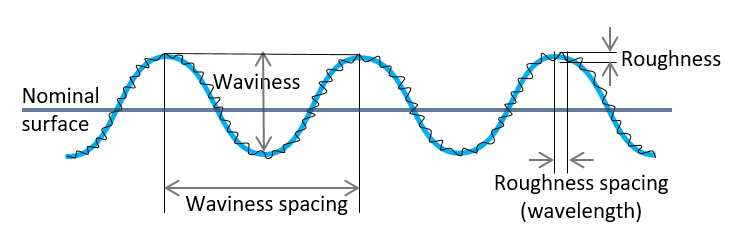 Roughness
Waviness
Nominal
surface
Roughness spacing
(wavelength)
Waviness spacing